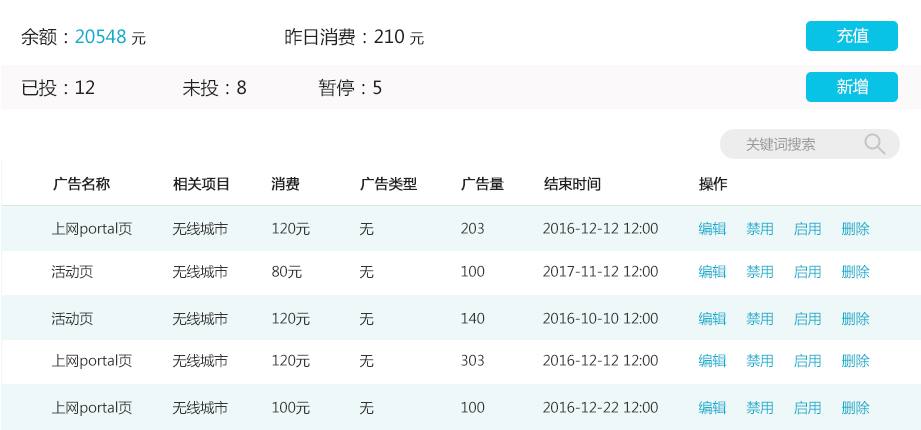 余额：20548 元 昨日消费：210 元 充值
已投：12 未投：8 暂停：5 新增
关键词搜索
广告名称 相关项目 消费 广告类型 广告量 结束时间 操作
上网portal页 无线城市 120元 无 203 2016-12-12 12:00 编辑 禁用 启用 删除
活动页 无线城市 80元 无 100 2017-11-12 12:00 编辑 禁用 启用 删除
活动页 无线城市 120元 无 140 2016-10-10 12:00 编辑 禁用 启用 删除
上网portal页 无线城市 120元 无 303 2016-12-12 12:00 编辑 禁用 启用 删除
上网portal页 无线城市 100元 无 100 2016-12-22 12:00 编辑 禁用 启用 删除